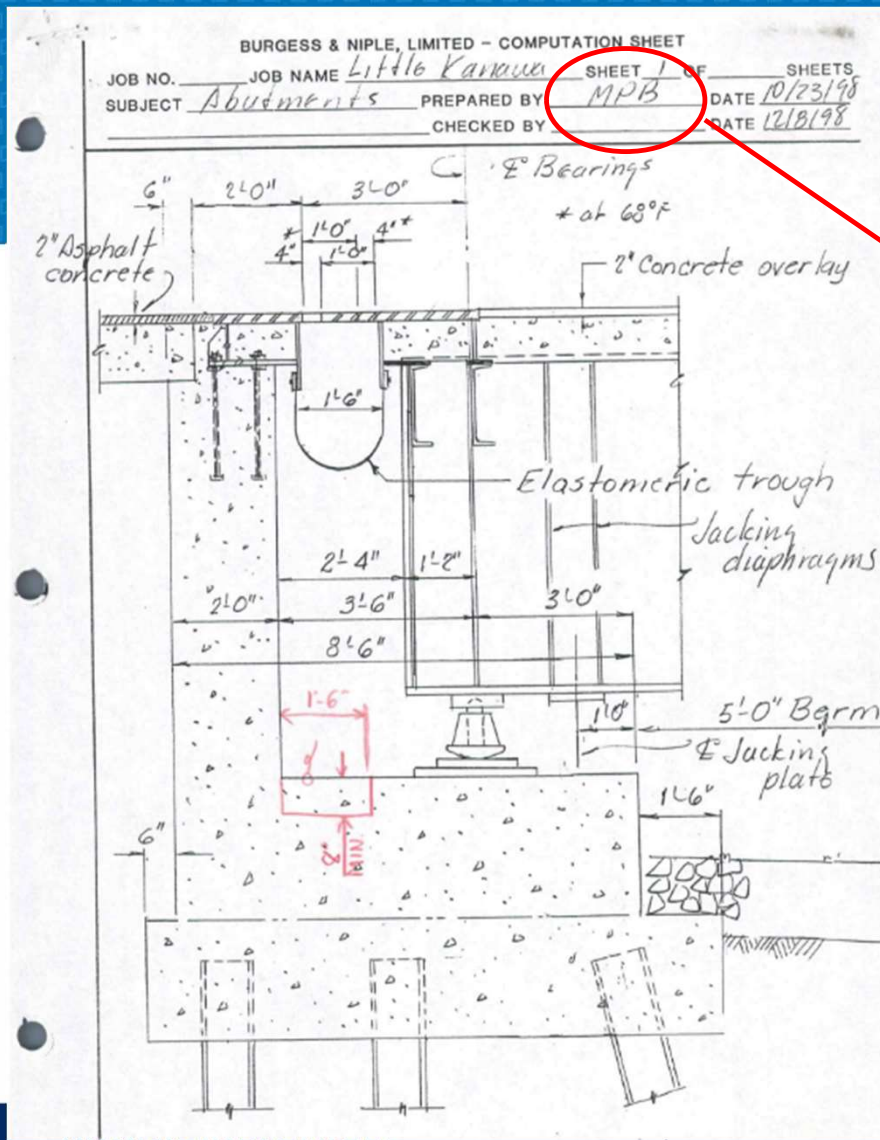 BURGESS & NIPLE, LIMITED – COMPUTATION SHEET
JOB NO. JOB NAME Little Kanawa SHEET 1 OF SHEETS
SUBJECT Abutments PREPARED BY MPB DATE 10/23/98
CHECKED BY DATE 12/8/98
℄ Bearings
6" 2'-0" 3'-0"
* at 68°F
* 1'-0" 4" *
4" 1'-0"
2" Asphalt
concrete
2" Concrete overlay
1'-6"
Elastomeric trough
Jacking
diaphragms
2'-4" 1'-2"
2'-0" 3'-6" 3'-0"
8'-6"
1'-6"
1'-0" 5'-0" Berm
℄ Jacking
plate
1'-6"
6"
8"
MIN.